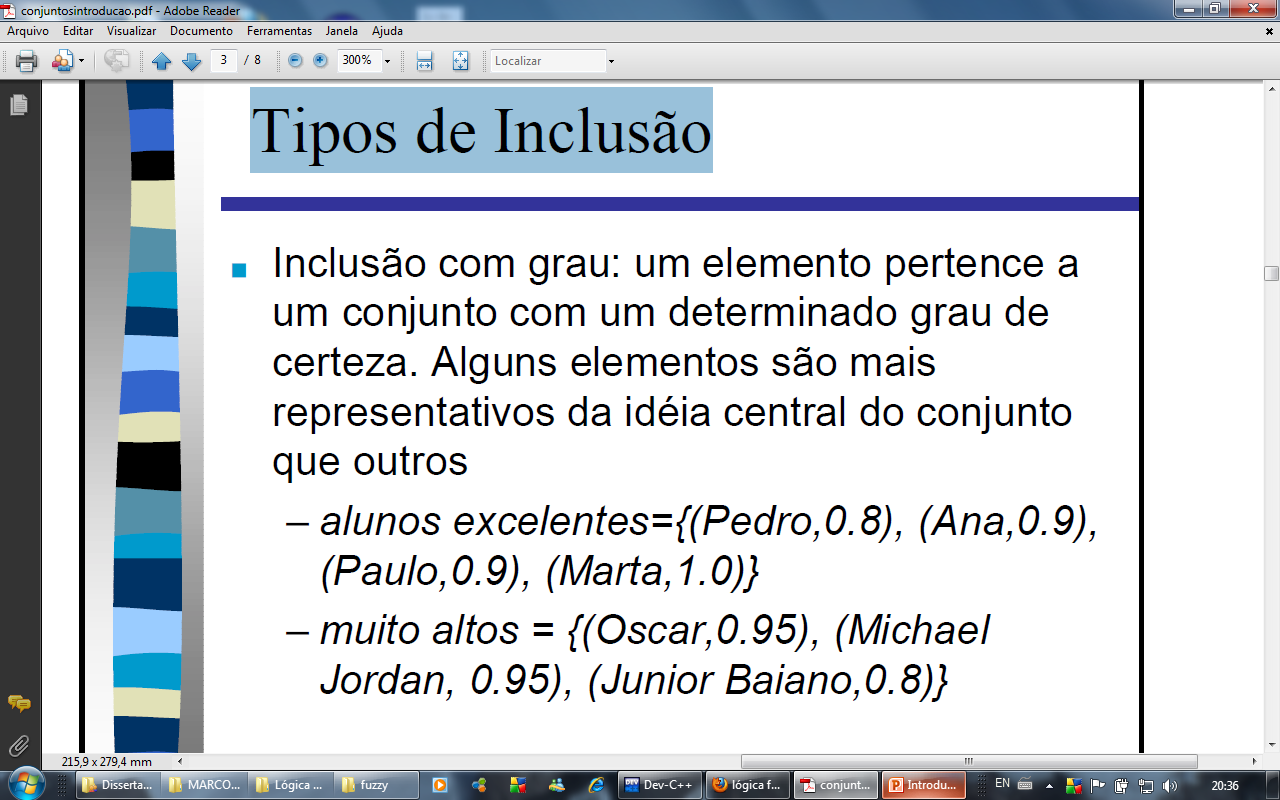 conjuntosintroducao.pdf - Adobe Reader
Arquivo Editar Visualizar Documento Ferramentas Janela Ajuda
3 / 8 300% Localizar
Tipos de Inclusão
Inclusão com grau: um elemento pertence a
um conjunto com um determinado grau de
certeza. Alguns elementos são mais
representativos da idéia central do conjunto
que outros
– alunos excelentes={(Pedro,0.8), (Ana,0.9),
(Paulo,0.9), (Marta,1.0)}
– muito altos = {(Oscar,0.95), (Michael
Jordan, 0.95), (Junior Baiano,0.8)}
215,9 x 279,4 mm
Disserta... MARCO... Lógica ... fuzzy DEV Dev-C++ lógica f... conjunt... Introdu... EN 20:36